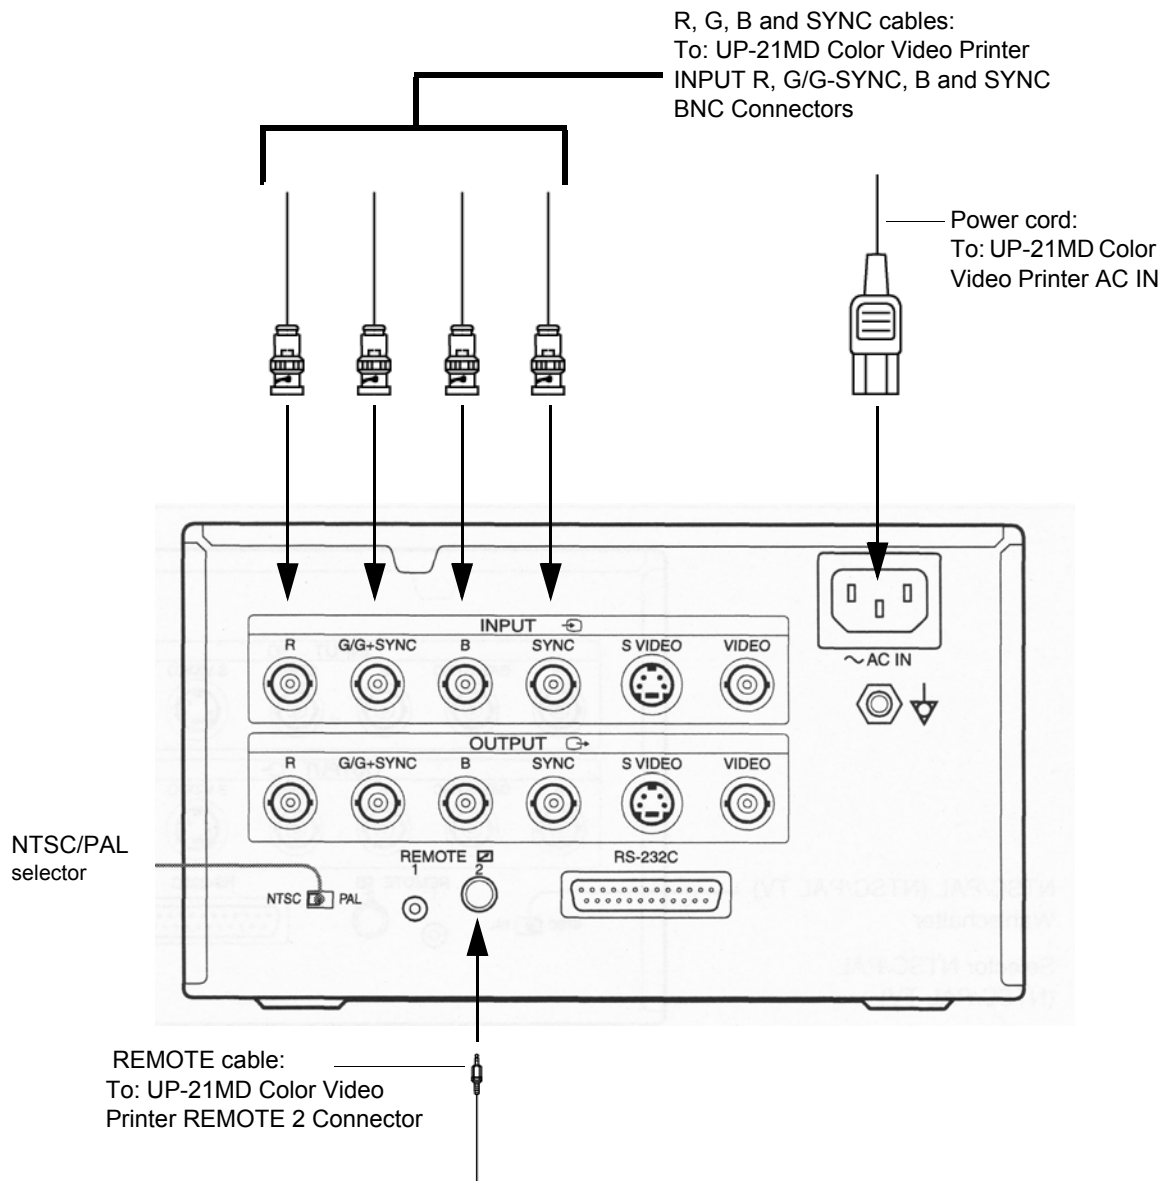 R, G, B and SYNC cables:
To: UP-21MD Color Video Printer
INPUT R, G/G-SYNC, B and SYNC
BNC Connectors
Power cord:
To: UP-21MD Color
Video Printer AC IN
INPUT
R G/G+SYNC B SYNC S VIDEO VIDEO
AC IN
OUTPUT
R G/G+SYNC B SYNC S VIDEO VIDEO
NTSC/PAL
selector
REMOTE
1 2
RS-232C
NTSC PAL
REMOTE cable:
To: UP-21MD Color Video
Printer REMOTE 2 Connector